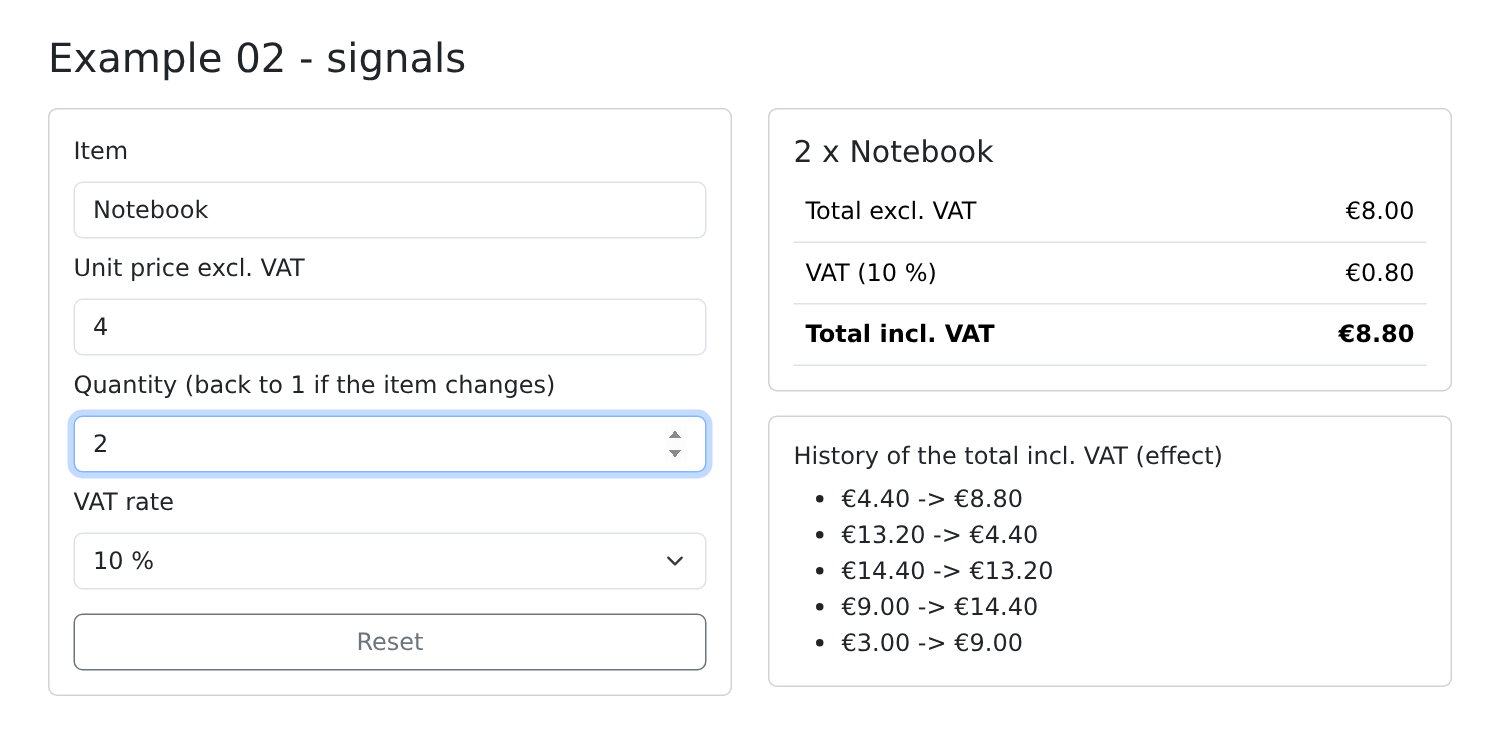 Example 02 - signals
Item
Notebook
Unit price excl. VAT
4
Quantity (back to 1 if the item changes)
2
VAT rate
10 %
Reset
2 x Notebook
Total excl. VAT €8.00
VAT (10 %) €0.80
Total incl. VAT €8.80
History of the total incl. VAT (effect)
• €4.40 -> €8.80
• €13.20 -> €4.40
• €14.40 -> €13.20
• €9.00 -> €14.40
• €3.00 -> €9.00